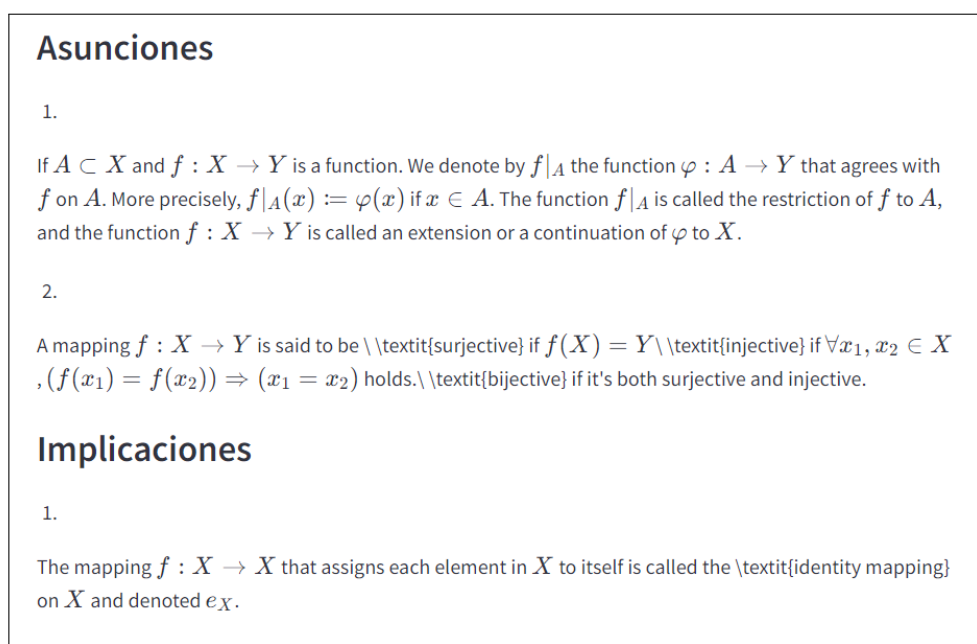 Asunciones
1.
If A ⊂ X and f : X → Y is a function. We denote by f|_A the function φ : A → Y that agrees with
f on A. More precisely, f|_A(x) := φ(x) if x ∈ A. The function f|_A is called the restriction of f to A,
and the function f : X → Y is called an extension or a continuation of φ to X.
2.
A mapping f : X → Y is said to be \ \textit{surjective} if f(X) = Y\ \textit{injective} if ∀x₁, x₂ ∈ X
, (f(x₁) = f(x₂)) ⇒ (x₁ = x₂) holds.\ \textit{bijective} if it's both surjective and injective.
Implicaciones
1.
The mapping f : X → X that assigns each element in X to itself is called the \textit{identity mapping}
on X and denoted e_X.